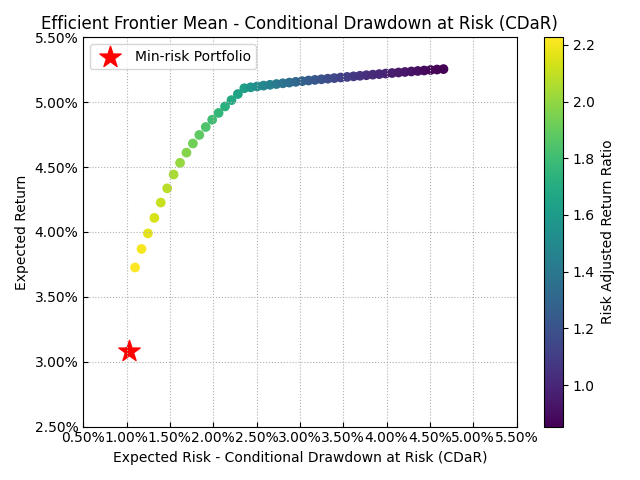 Efficient Frontier Mean - Conditional Drawdown at Risk (CDaR)
Min-risk Portfolio
5.50%
5.00%
4.50%
4.00%
3.50%
3.00%
2.50%
Expected Return
0.50% 1.00% 1.50% 2.00% 2.50% 3.00% 3.50% 4.00% 4.50% 5.00% 5.50%
Expected Risk - Conditional Drawdown at Risk (CDaR)
2.2
2.0
1.8
1.6
1.4
1.2
1.0
Risk Adjusted Return Ratio